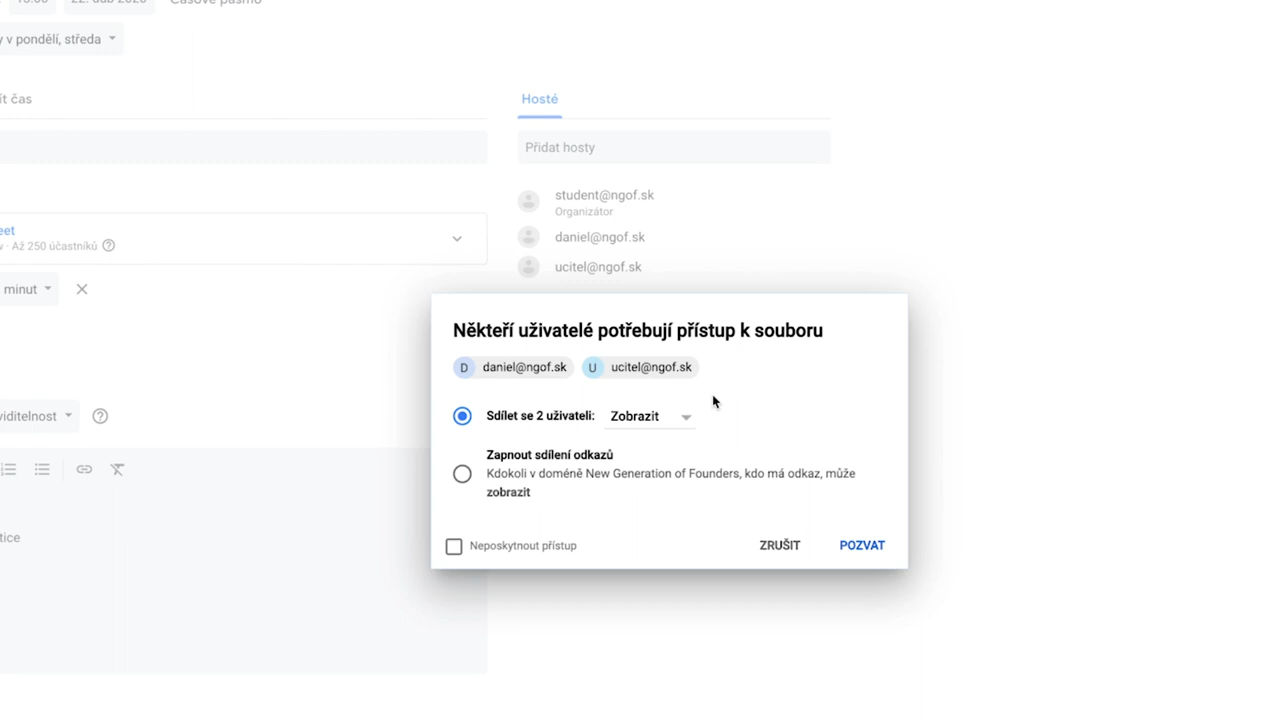 v pondělí, středa
ít čas
Hosté
Přidat hosty
student@ngof.sk
Organizátor
daniel@ngof.sk
ucitel@ngof.sk
eet
v · Až 250 účastníků
minut
Někteří uživatelé potřebují přístup k souboru
D daniel@ngof.sk U ucitel@ngof.sk
Sdílet se 2 uživateli: Zobrazit
Zapnout sdílení odkazů
Kdokoli v doméně New Generation of Founders, kdo má odkaz, může
zobrazit
Neposkytnout přístup ZRUŠIT POZVAT
viditelnost
tice